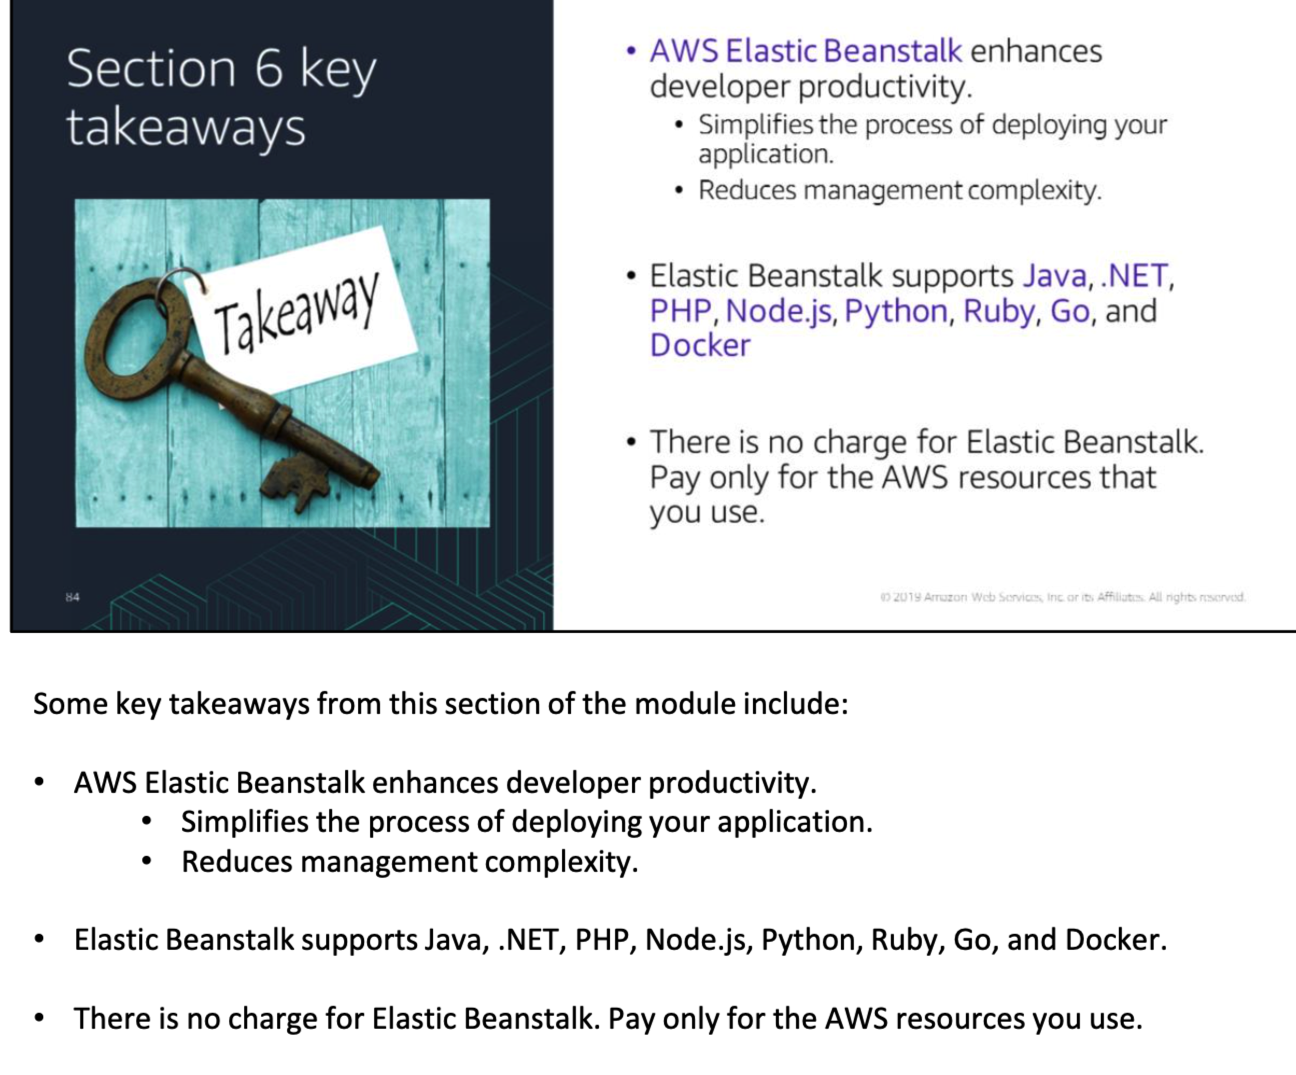 Section 6 key
takeaways
Takeaway
84
• AWS Elastic Beanstalk enhances
developer productivity.
• Simplifies the process of deploying your
application.
• Reduces management complexity.
• Elastic Beanstalk supports Java, .NET,
PHP, Node.js, Python, Ruby, Go, and
Docker
• There is no charge for Elastic Beanstalk.
Pay only for the AWS resources that
you use.
© 2019 Amazon Web Services, Inc. or its Affiliates. All rights reserved.
Some key takeaways from this section of the module include:
• AWS Elastic Beanstalk enhances developer productivity.
• Simplifies the process of deploying your application.
• Reduces management complexity.
• Elastic Beanstalk supports Java, .NET, PHP, Node.js, Python, Ruby, Go, and Docker.
• There is no charge for Elastic Beanstalk. Pay only for the AWS resources you use.